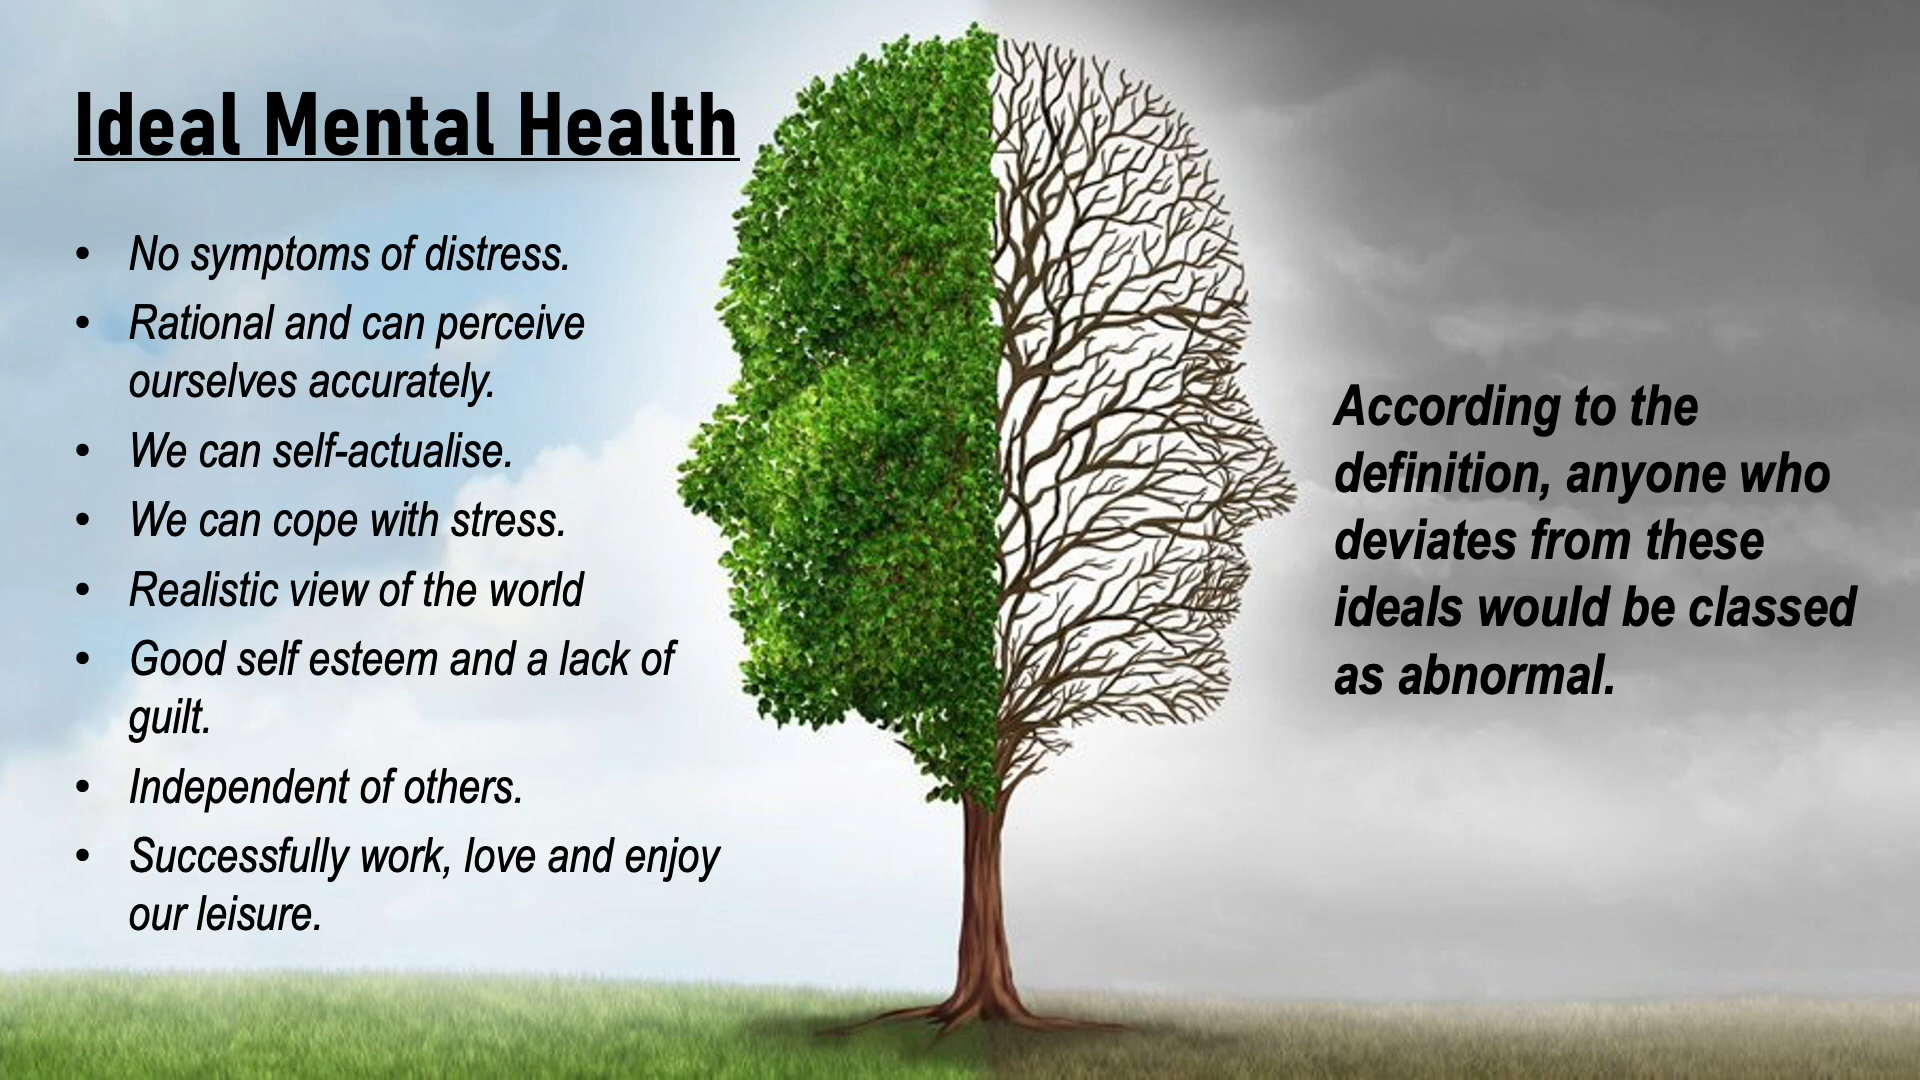 Ideal Mental Health
• No symptoms of distress.
• Rational and can perceive
ourselves accurately.
• We can self-actualise.
• We can cope with stress.
• Realistic view of the world
• Good self esteem and a lack of
guilt.
• Independent of others.
• Successfully work, love and enjoy
our leisure.
According to the
definition, anyone who
deviates from these
ideals would be classed
as abnormal.